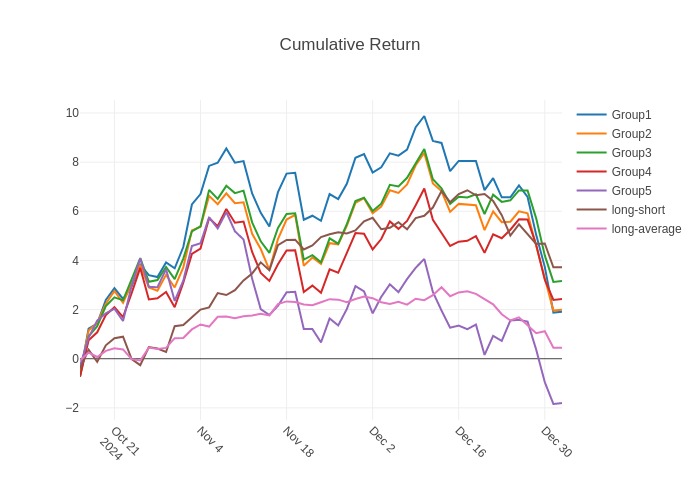 Cumulative Return
10
8
6
4
2
0
−2
Oct 21
2024
Nov 4
Nov 18
Dec 2
Dec 16
Dec 30
Group1
Group2
Group3
Group4
Group5
long-short
long-average